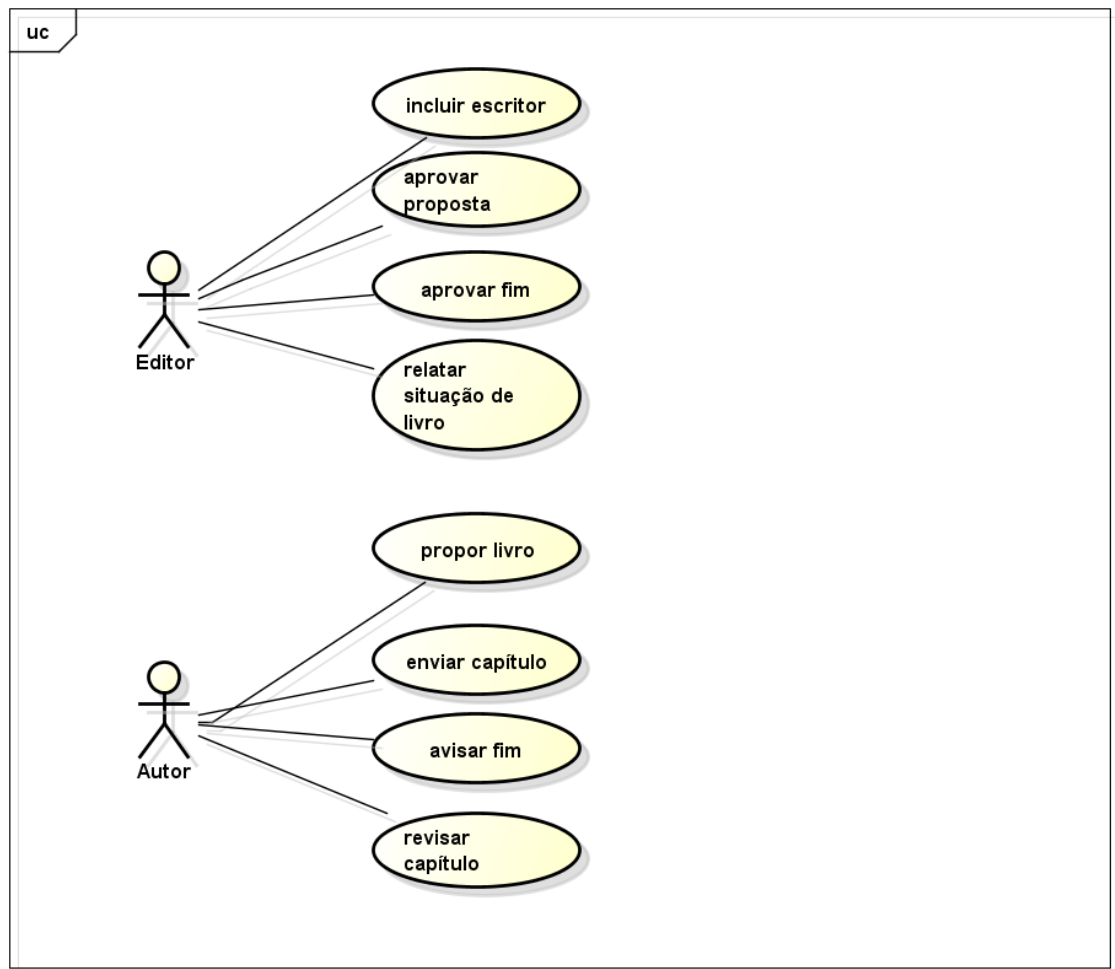 uc
incluir escritor
aprovar
proposta
aprovar fim
Editor
relatar
situação de
livro
propor livro
enviar capítulo
avisar fim
Autor
revisar
capítulo